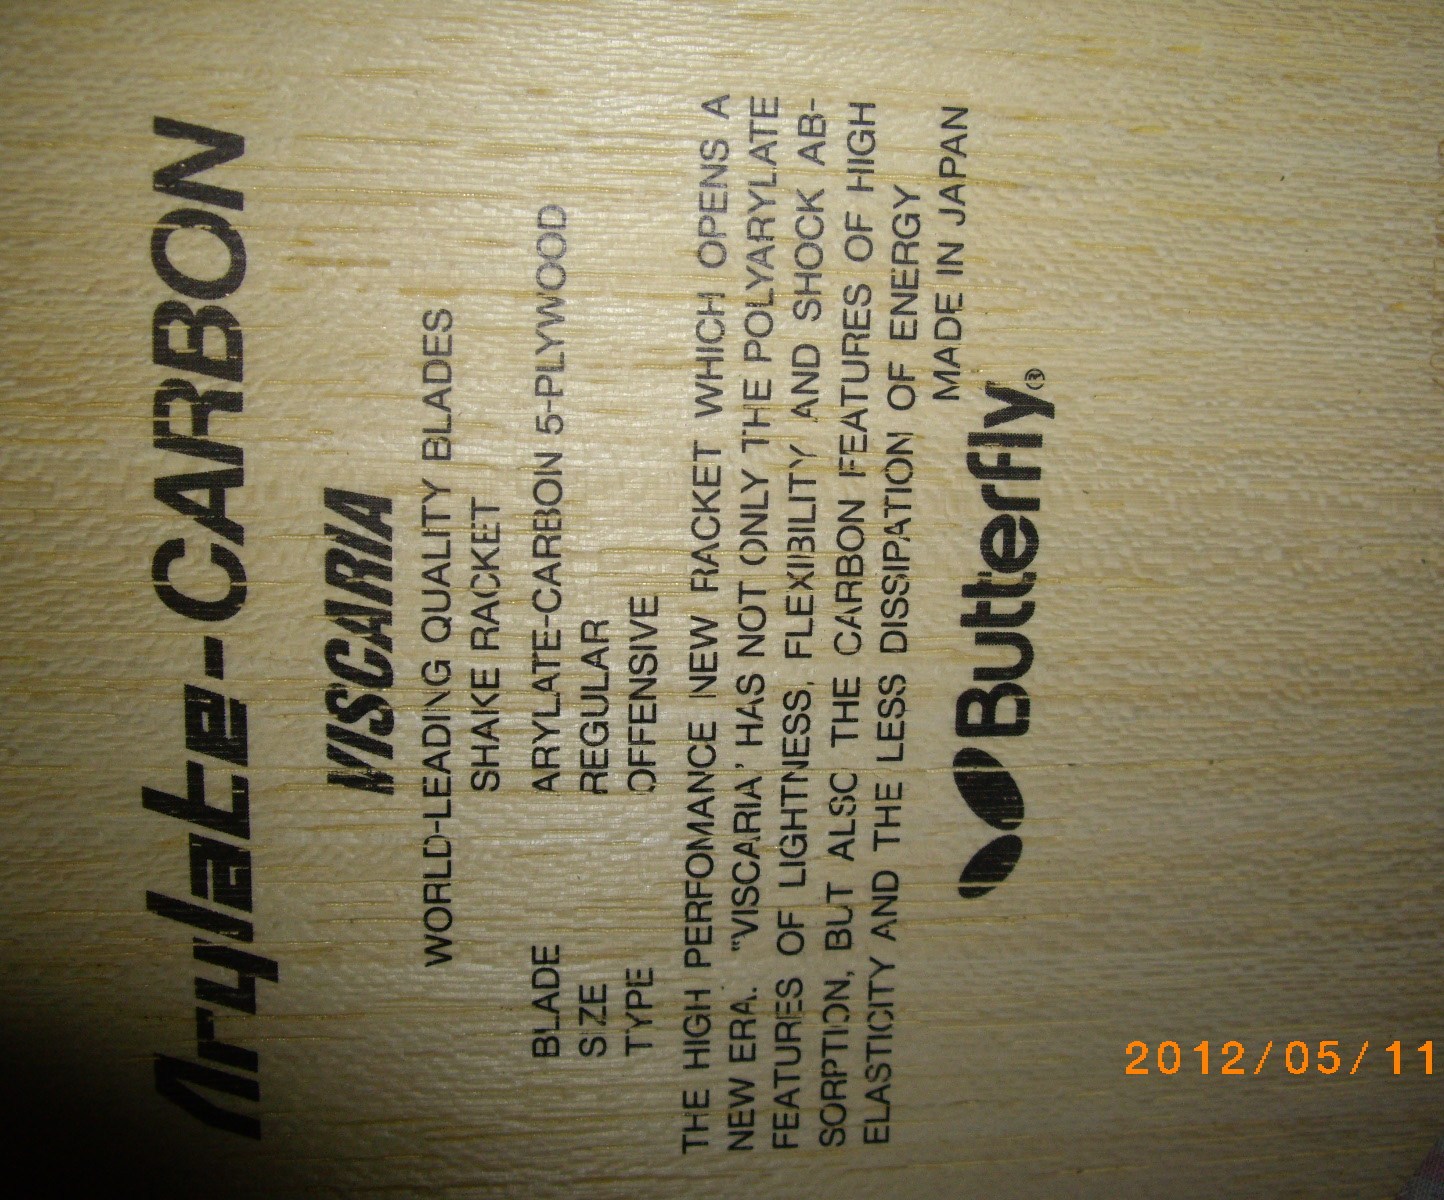 Arylate-CARBON
VISCARIA
WORLD-LEADING QUALITY BLADES
SHAKE RACKET
BLADE ARYLATE-CARBON 5-PLYWOOD
SIZE REGULAR
TYPE OFFENSIVE
THE HIGH PERFOMANCE NEW RACKET WHICH OPENS A
NEW ERA. "VISCARIA' HAS NOT ONLY THE POLYARYLATE
FEATURES OF LIGHTNESS, FLEXIBILITY AND SHOCK AB-
SORPTION, BUT ALSO THE CARBON FEATURES OF HIGH
ELASTICITY AND THE LESS DISSIPATION OF ENERGY
MADE IN JAPAN
Butterfly®
2012/05/11